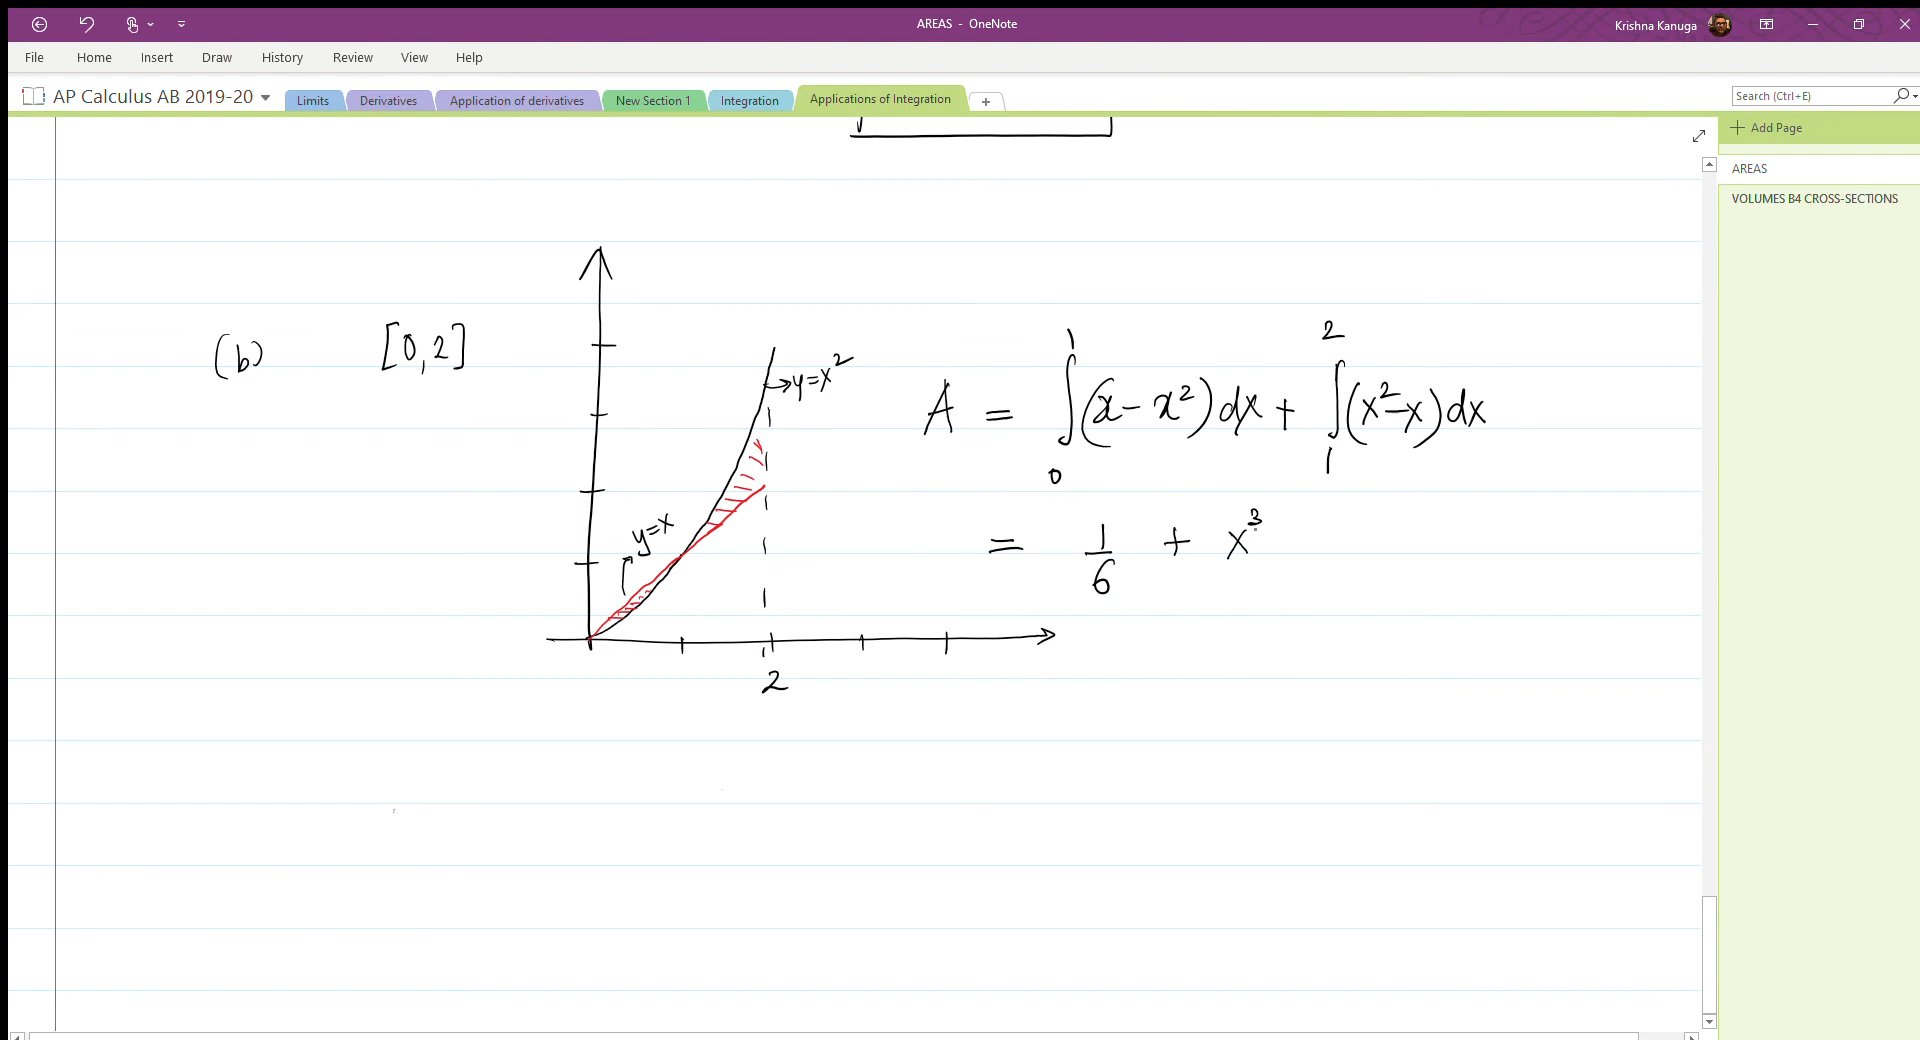 AREAS - OneNote
Krishna Kanuga
File Home Insert Draw History Review View Help
AP Calculus AB 2019-20
Limits Derivatives Application of derivatives New Section 1 Integration Applications of Integration +
Search (Ctrl+E)
Add Page
AREAS
VOLUMES B4 CROSS-SECTIONS
(b) [0,2]
y=x²
y=x
2
A = ∫₀¹ (x-x²)dx + ∫₁² (x²-x)dx
= 1/6 + x³